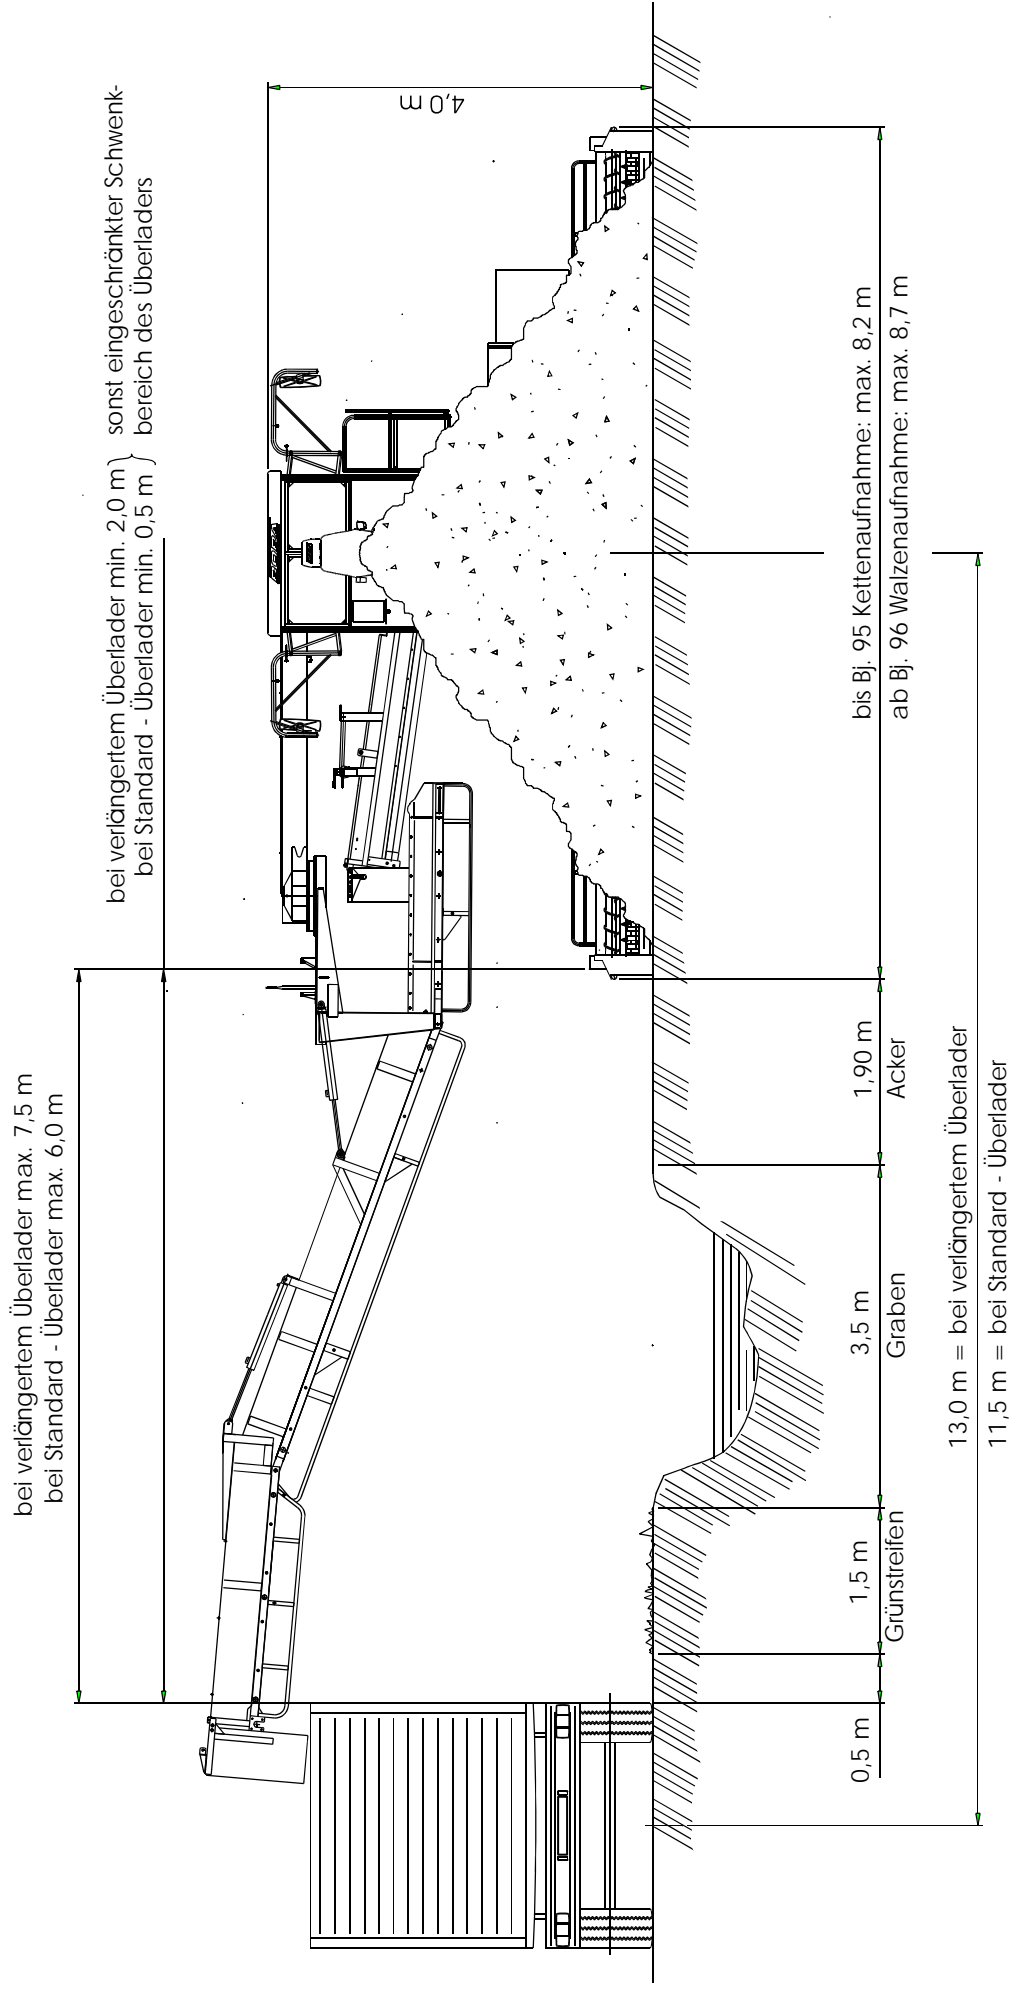 bei verlängertem Überlader max. 7,5 m
bei Standard - Überlader max. 6,0 m
bei verlängertem Überlader min. 2,0 m } sonst eingeschränkter Schwenk-
bei Standard - Überlader min. 0,5 m } bereich des Überladers
4,0 m
0,5 m
1,5 m
Grünstreifen
3,5 m
Graben
1,90 m
Acker
bis Bj. 95 Kettenaufnahme: max. 8,2 m
ab Bj. 96 Walzenaufnahme: max. 8,7 m
13,0 m = bei verlängertem Überlader
11,5 m = bei Standard - Überlader